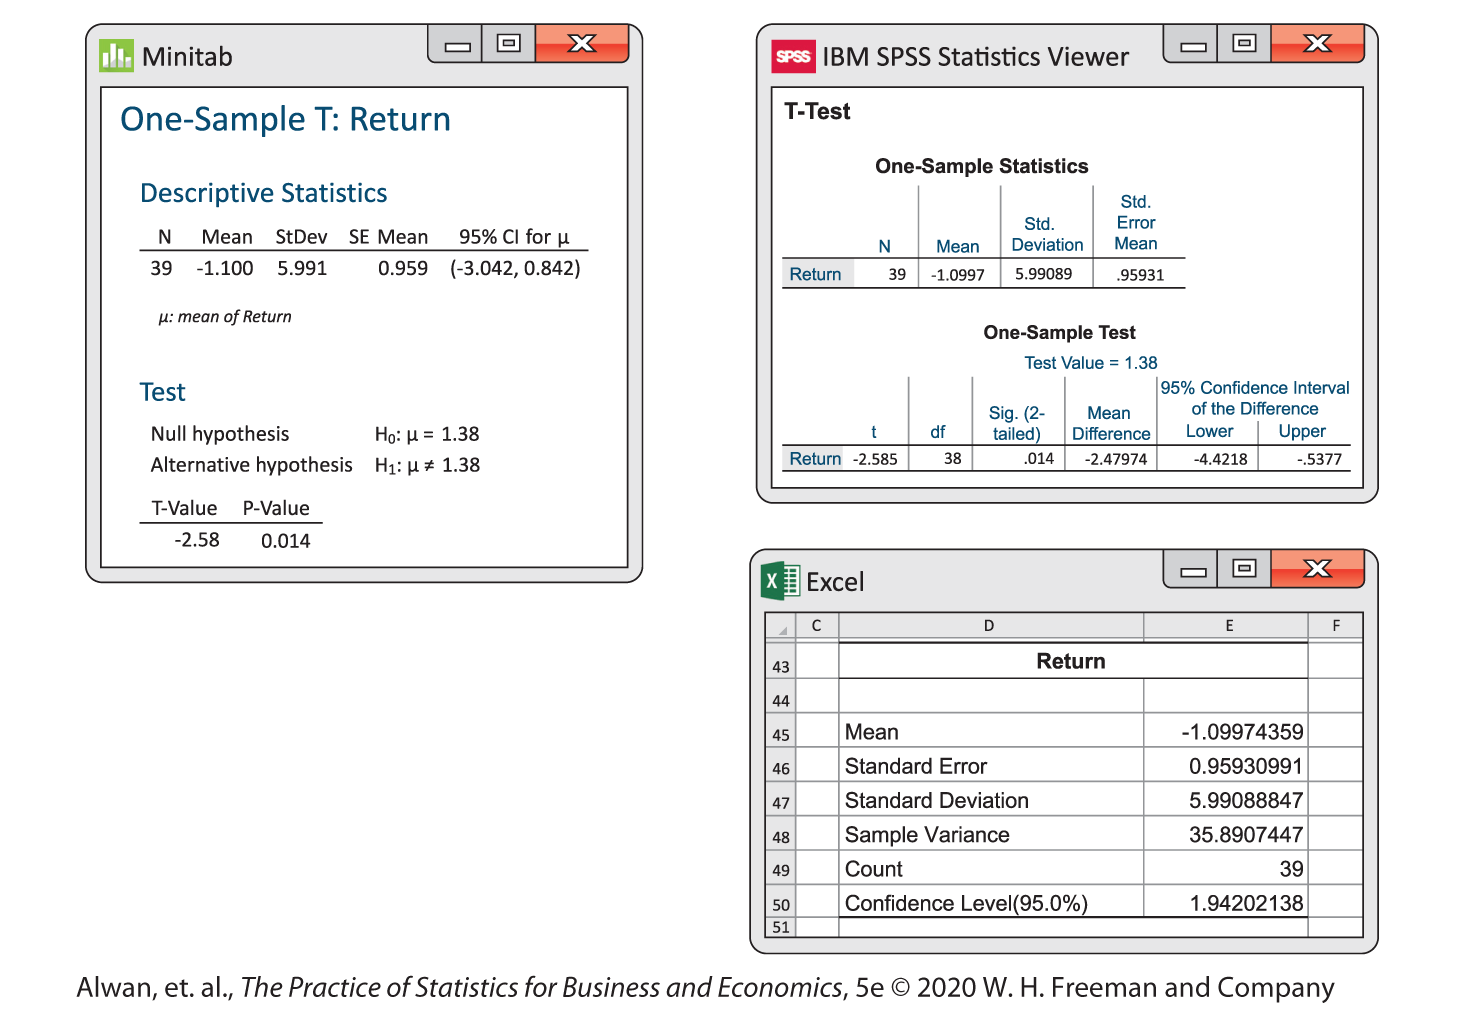 Minitab
One-Sample T: Return
Descriptive Statistics
N Mean StDev SE Mean 95% CI for μ
39 -1.100 5.991 0.959 (-3.042, 0.842)
μ: mean of Return
Test
Null hypothesis H₀: μ = 1.38
Alternative hypothesis H₁: μ ≠ 1.38
T-Value P-Value
-2.58 0.014
SPSS IBM SPSS Statistics Viewer
T-Test
One-Sample Statistics
N Mean Std. Deviation Std. Error Mean
Return 39 -1.0997 5.99089 .95931
One-Sample Test
Test Value = 1.38
95% Confidence Interval of the Difference
t df Sig. (2-tailed) Mean Difference Lower Upper
Return -2.585 38 .014 -2.47974 -4.4218 -.5377
X Excel
C D E F
43 Return
44
45 Mean -1.09974359
46 Standard Error 0.95930991
47 Standard Deviation 5.99088847
48 Sample Variance 35.8907447
49 Count 39
50 Confidence Level(95.0%) 1.94202138
51
Alwan, et. al., The Practice of Statistics for Business and Economics, 5e © 2020 W. H. Freeman and Company